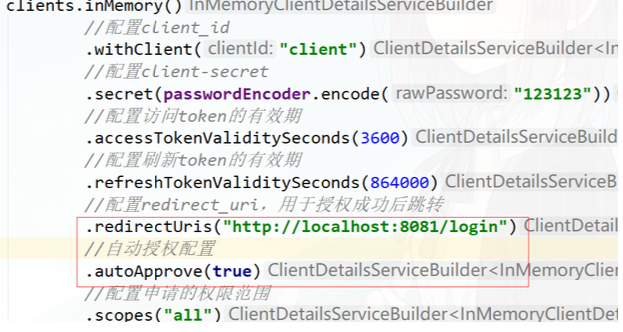 clients.inMemory() InMemoryClientDetailsServiceBuilder
//配置client_id
.withClient( clientId: "client") ClientDetailsServiceBuilder<In
//配置client-secret
.secret(passwordEncoder.encode( rawPassword: "123123"))
//配置访问token的有效期
.accessTokenValiditySeconds(3600) ClientDetailsServiceBuild
//配置刷新token的有效期
.refreshTokenValiditySeconds(864000) ClientDetailsServiceB
//配置redirect_uri，用于授权成功后跳转
.redirectUris("http://localhost:8081/login") ClientDetails
//自动授权配置
.autoApprove(true) ClientDetailsServiceBuilder<InMemoryClie
//配置申请的权限范围
.scopes("all") ClientDetailsServiceBuilder<InMemoryClientDet